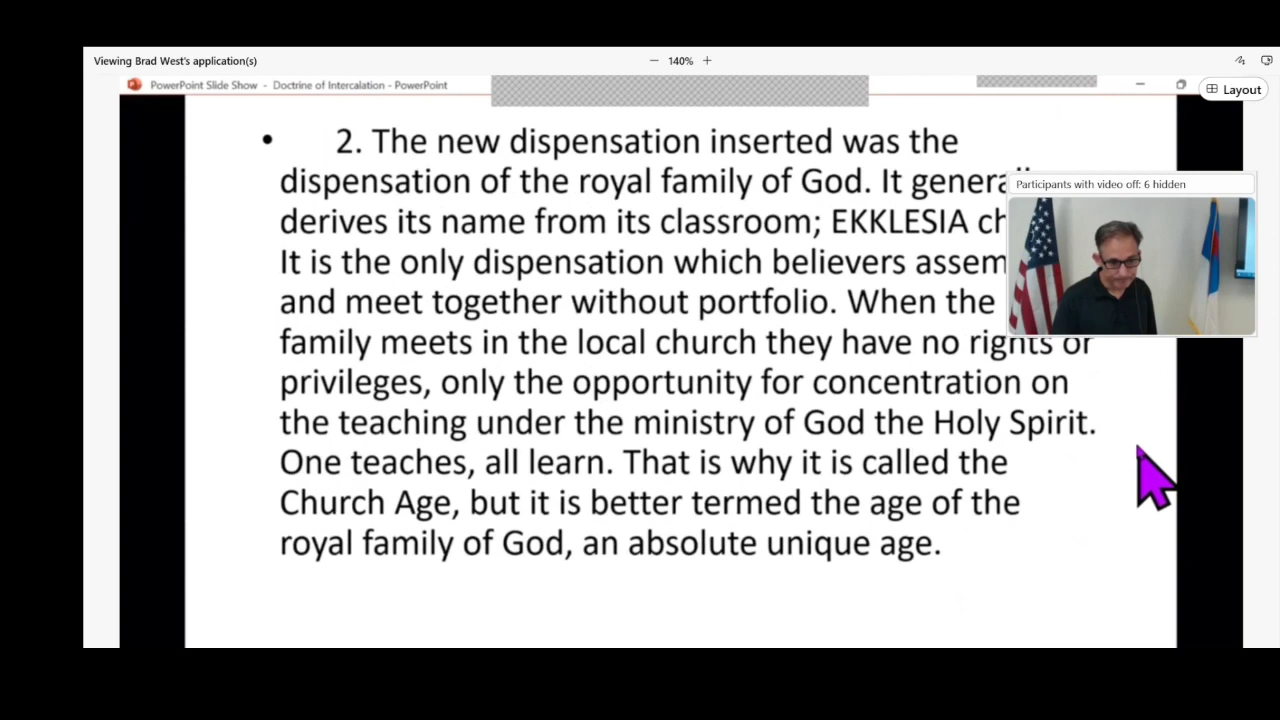 Viewing Brad West's application(s)
— 140% +
PowerPoint Slide Show - Doctrine of Intercalation - PowerPoint
Layout
• 2. The new dispensation inserted was the
dispensation of the royal family of God. It
Participants with video off: 6 hidden
derives its name from its classroom; EKKLESIA
It is the only dispensation which believers
and meet together without portfolio. When the
family meets in the local church they have no rights or
privileges, only the opportunity for concentration on
the teaching under the ministry of God the Holy Spirit.
One teaches, all learn. That is why it is called the
Church Age, but it is better termed the age of the
royal family of God, an absolute unique age.